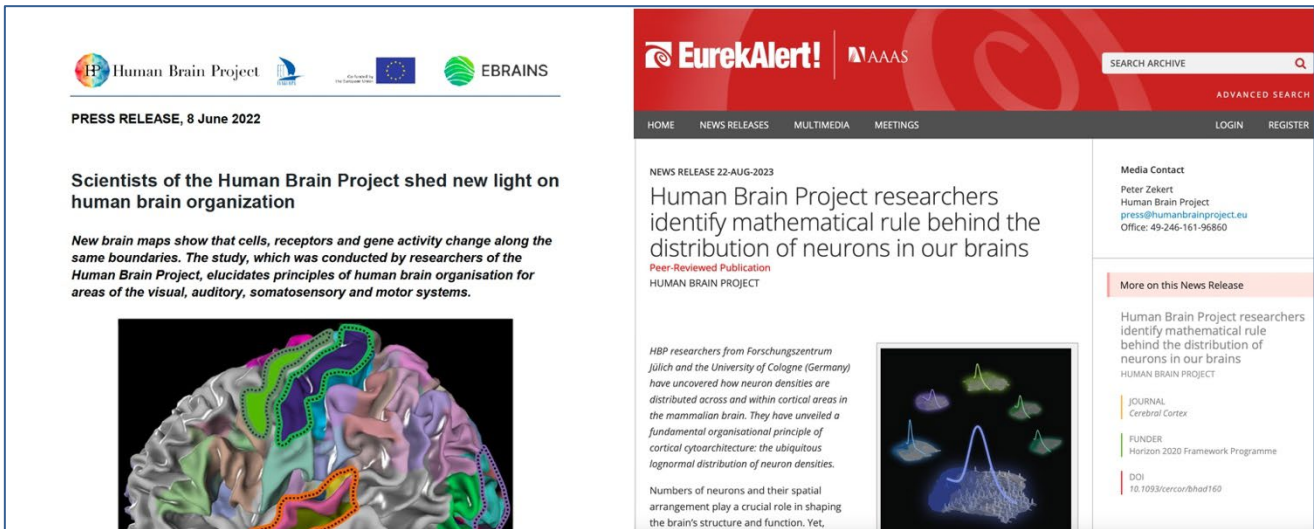 HP Human Brain Project
Co-funded by
the European Union
EBRAINS
PRESS RELEASE, 8 June 2022
Scientists of the Human Brain Project shed new light on
human brain organization
New brain maps show that cells, receptors and gene activity change along the
same boundaries. The study, which was conducted by researchers of the
Human Brain Project, elucidates principles of human brain organisation for
areas of the visual, auditory, somatosensory and motor systems.
EurekAlert! AAAS
SEARCH ARCHIVE
ADVANCED SEARCH
HOME NEWS RELEASES MULTIMEDIA MEETINGS LOGIN REGISTER
NEWS RELEASE 22-AUG-2023
Human Brain Project researchers
identify mathematical rule behind the
distribution of neurons in our brains
Peer-Reviewed Publication
HUMAN BRAIN PROJECT
HBP researchers from Forschungszentrum
Jülich and the University of Cologne (Germany)
have uncovered how neuron densities are
distributed across and within cortical areas in
the mammalian brain. They have unveiled a
fundamental organisational principle of
cortical cytoarchitecture: the ubiquitous
lognormal distribution of neuron densities.
Numbers of neurons and their spatial
arrangement play a crucial role in shaping
the brain's structure and function. Yet,
Media Contact
Peter Zekert
Human Brain Project
press@humanbrainproject.eu
Office: 49-246-161-96860
More on this News Release
Human Brain Project researchers
identify mathematical rule
behind the distribution of
neurons in our brains
HUMAN BRAIN PROJECT
JOURNAL
Cerebral Cortex
FUNDER
Horizon 2020 Framework Programme
DOI
10.1093/cercor/bhad160